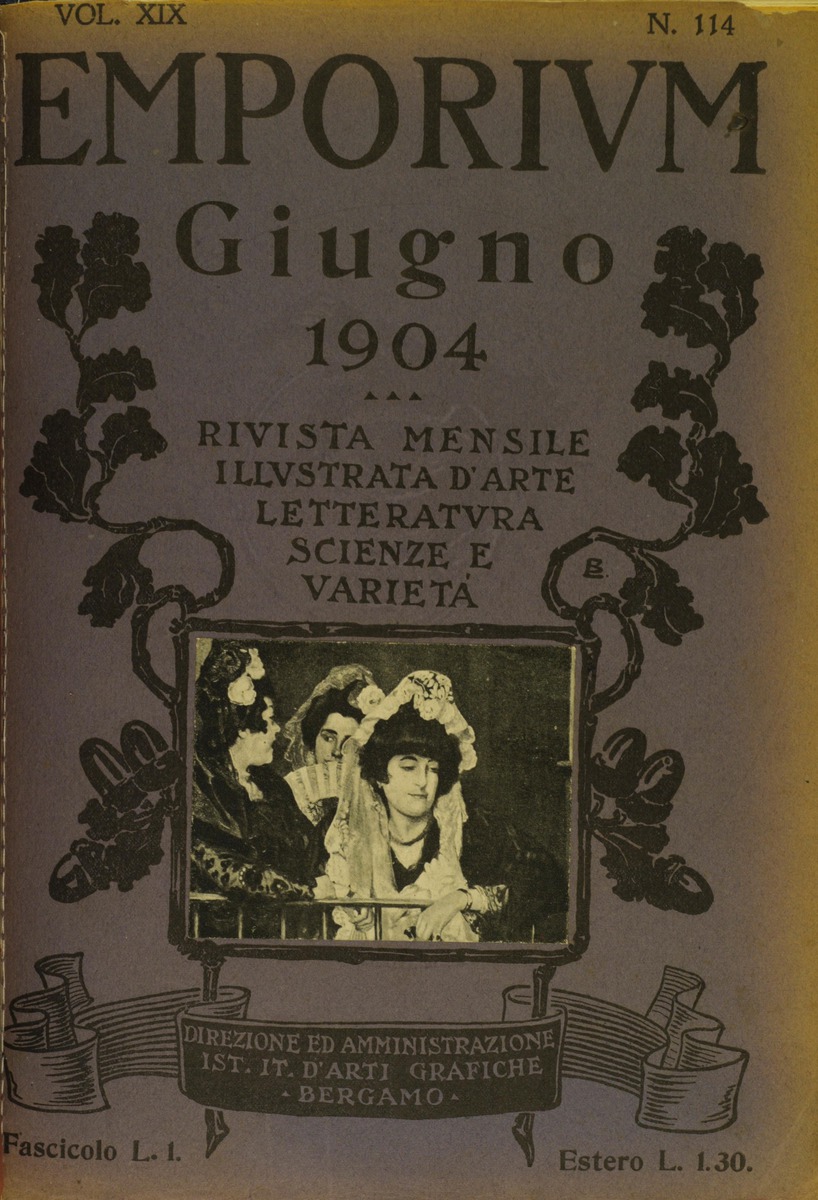 VOL. XIX
N. 114
EMPORIVM
Giugno
1904
RIVISTA MENSILE
ILLVSTRATA D'ARTE
LETTERATVRA
SCIENZE E
VARIETÁ
DIREZIONE ED AMMINISTRAZIONE
IST. IT. D'ARTI GRAFICHE
BERGAMO
Fascicolo L. 1.
Estero L. 1.30.